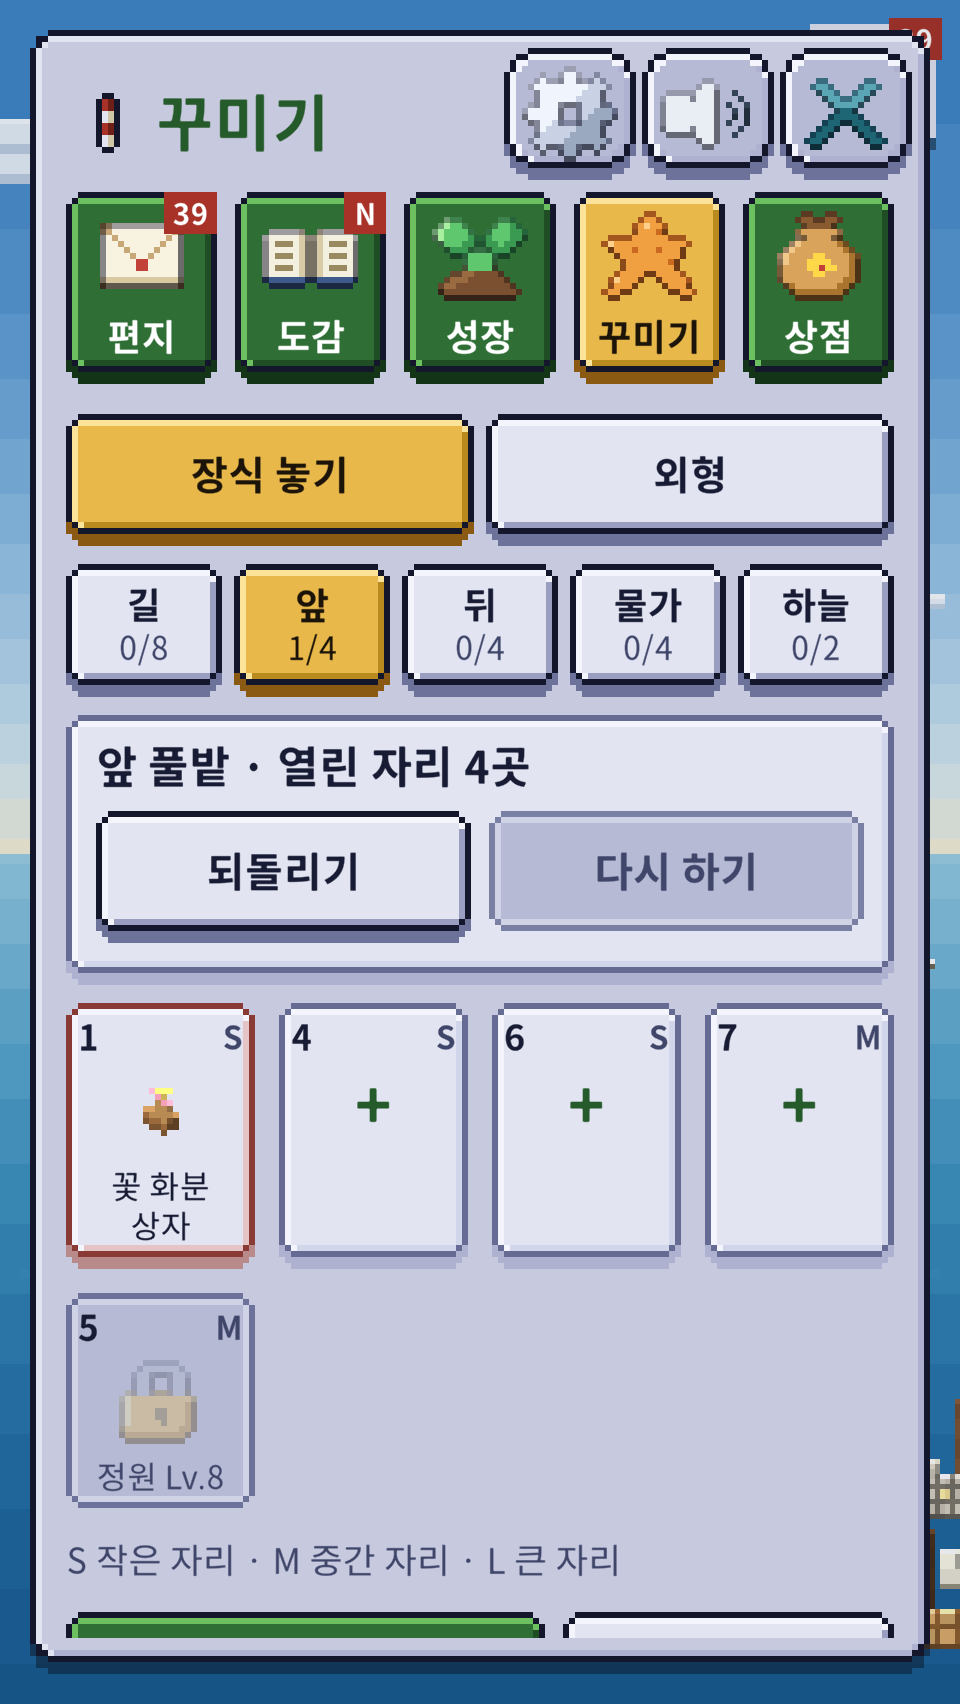 꾸미기
39
N
편지
도감
성장
꾸미기
상점
장식 놓기
외형
길
0/8
앞
1/4
뒤
0/4
물가
0/4
하늘
0/2
앞 풀밭 · 열린 자리 4곳
되돌리기
다시 하기
1 S
꽃 화분
상자
4 S
+
6 S
+
7 M
+
5 M
정원 Lv.8
S 작은 자리 · M 중간 자리 · L 큰 자리